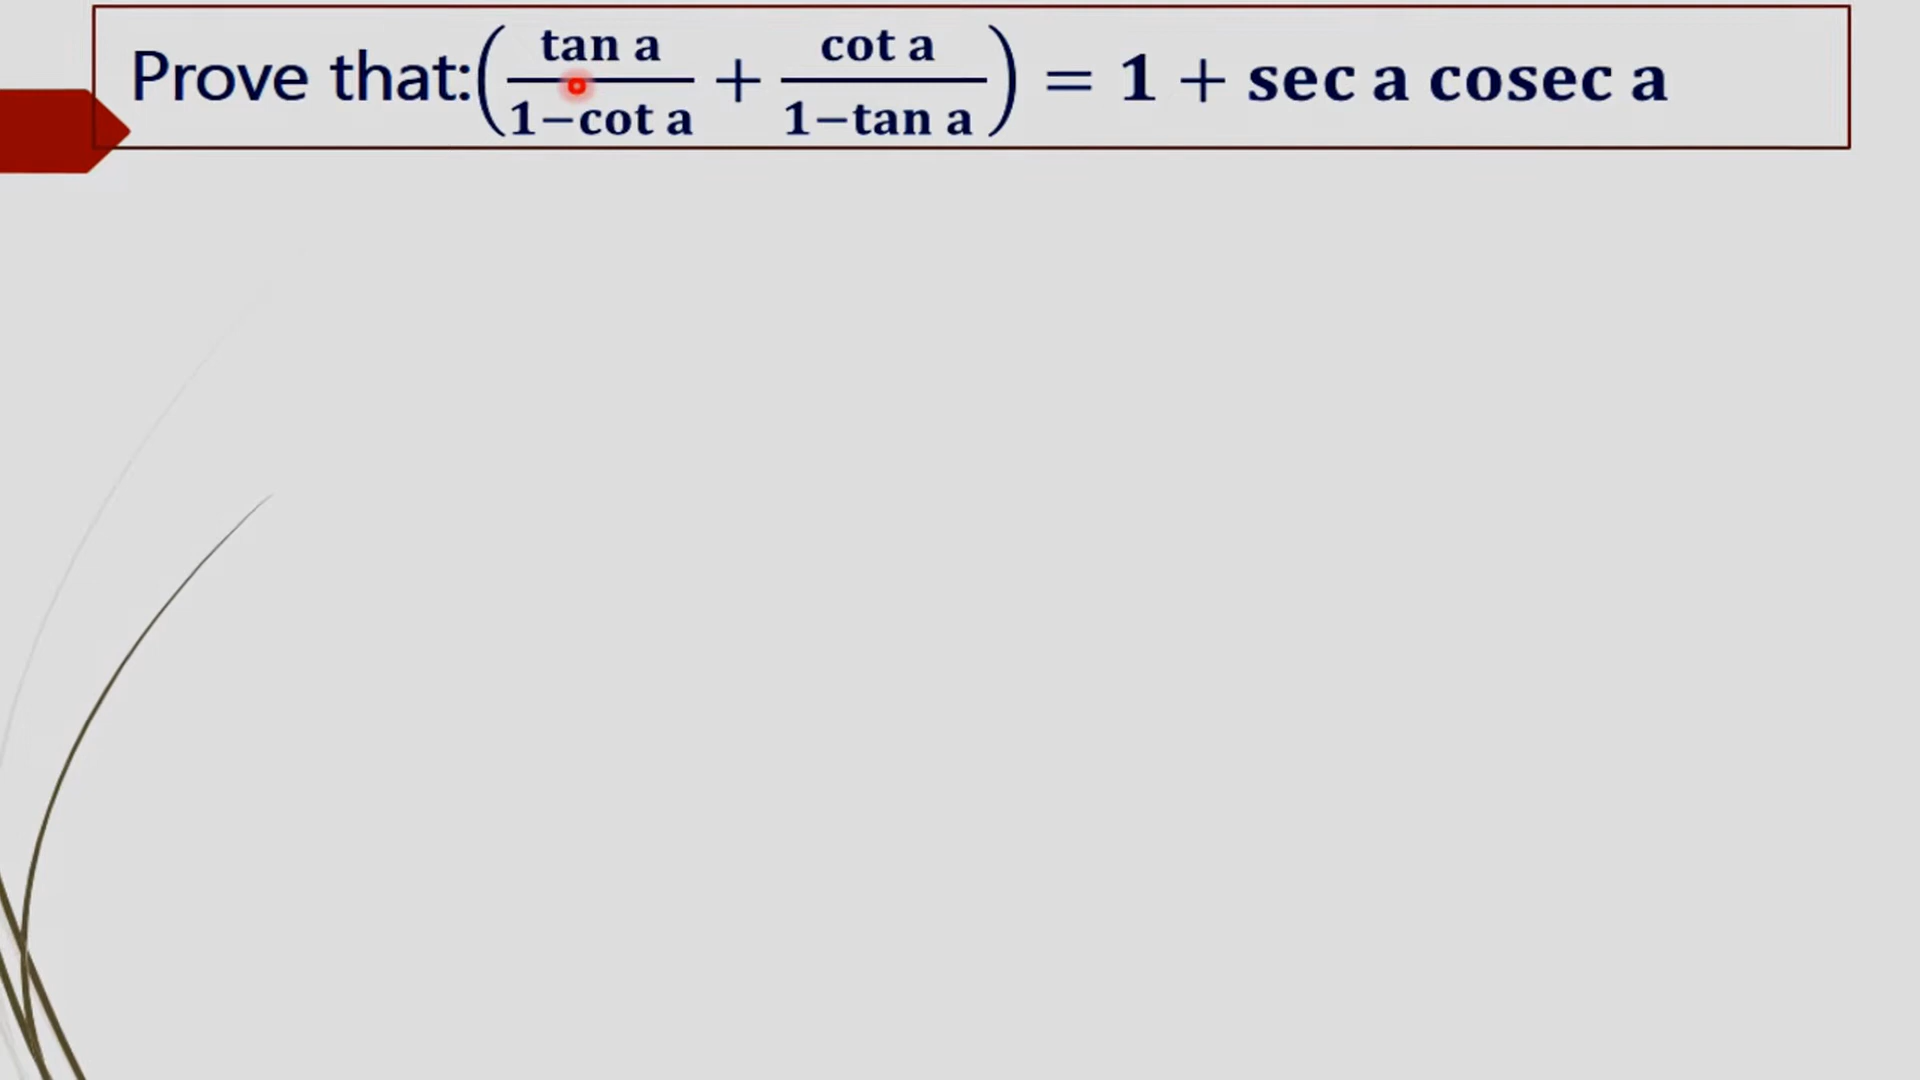 Prove that: (tan a / 1−cot a + cot a / 1−tan a) = 1 + sec a cosec a